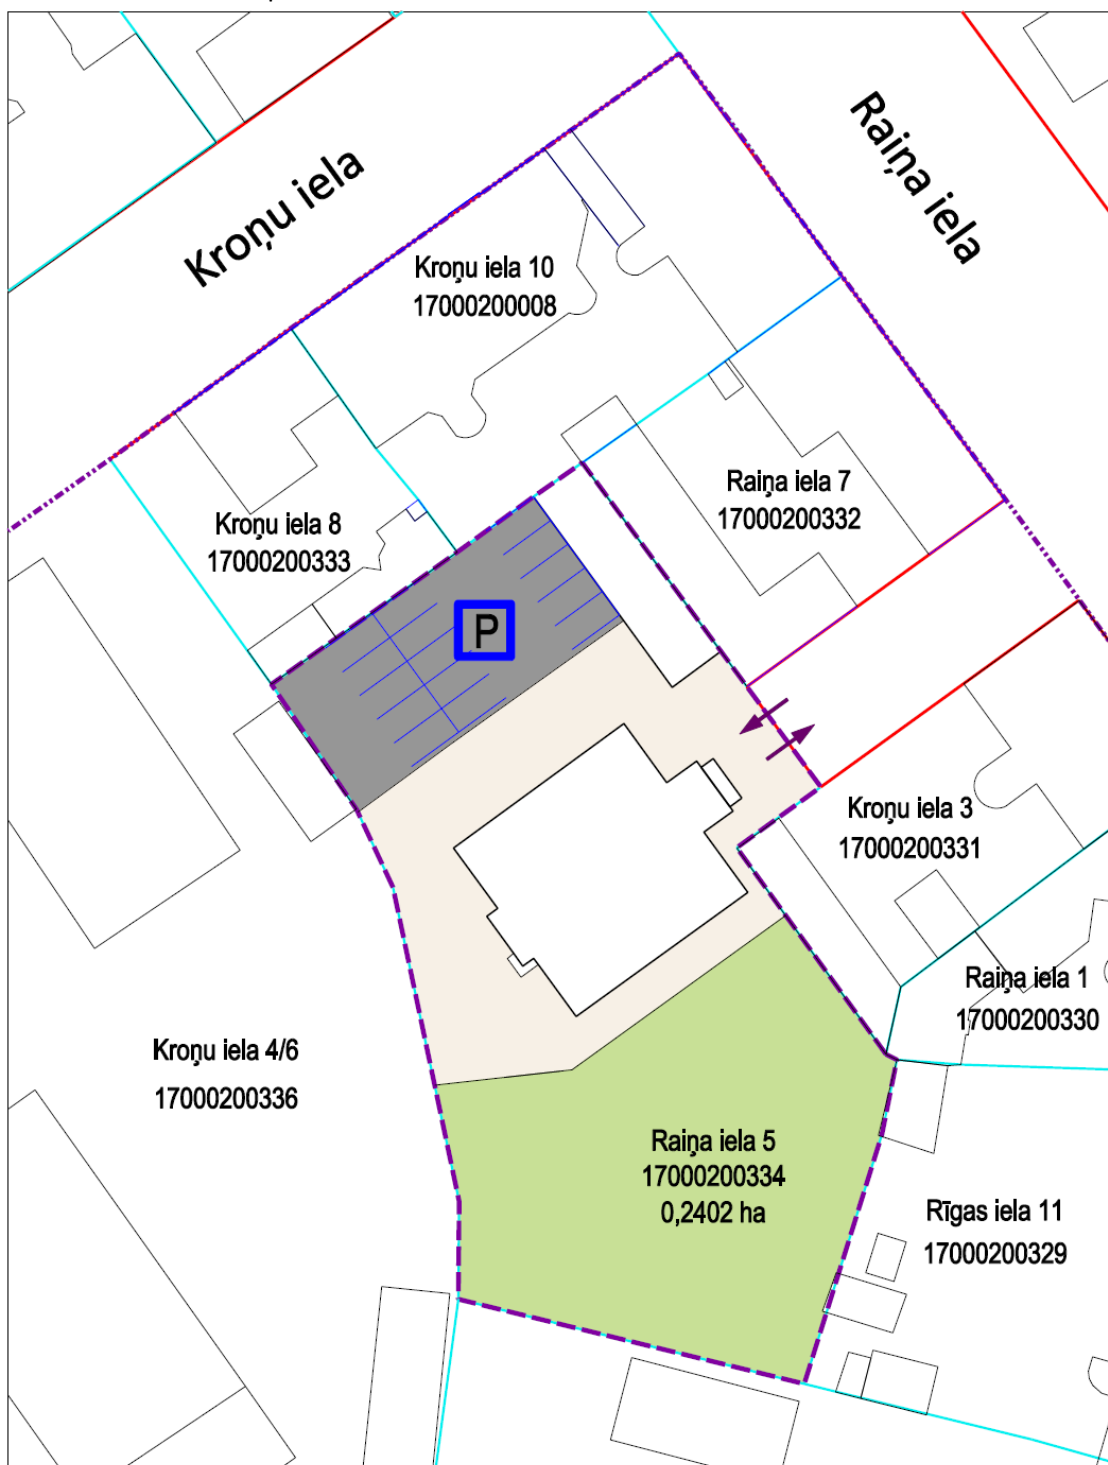 Kroņu iela
Raiņa iela
Kroņu iela 10
17000200008
Raiņa iela 7
17000200332
Kroņu iela 8
17000200333
P
Kroņu iela 3
17000200331
Raiņa iela 1
17000200330
Kroņu iela 4/6
17000200336
Raiņa iela 5
17000200334
0,2402 ha
Rīgas iela 11
17000200329